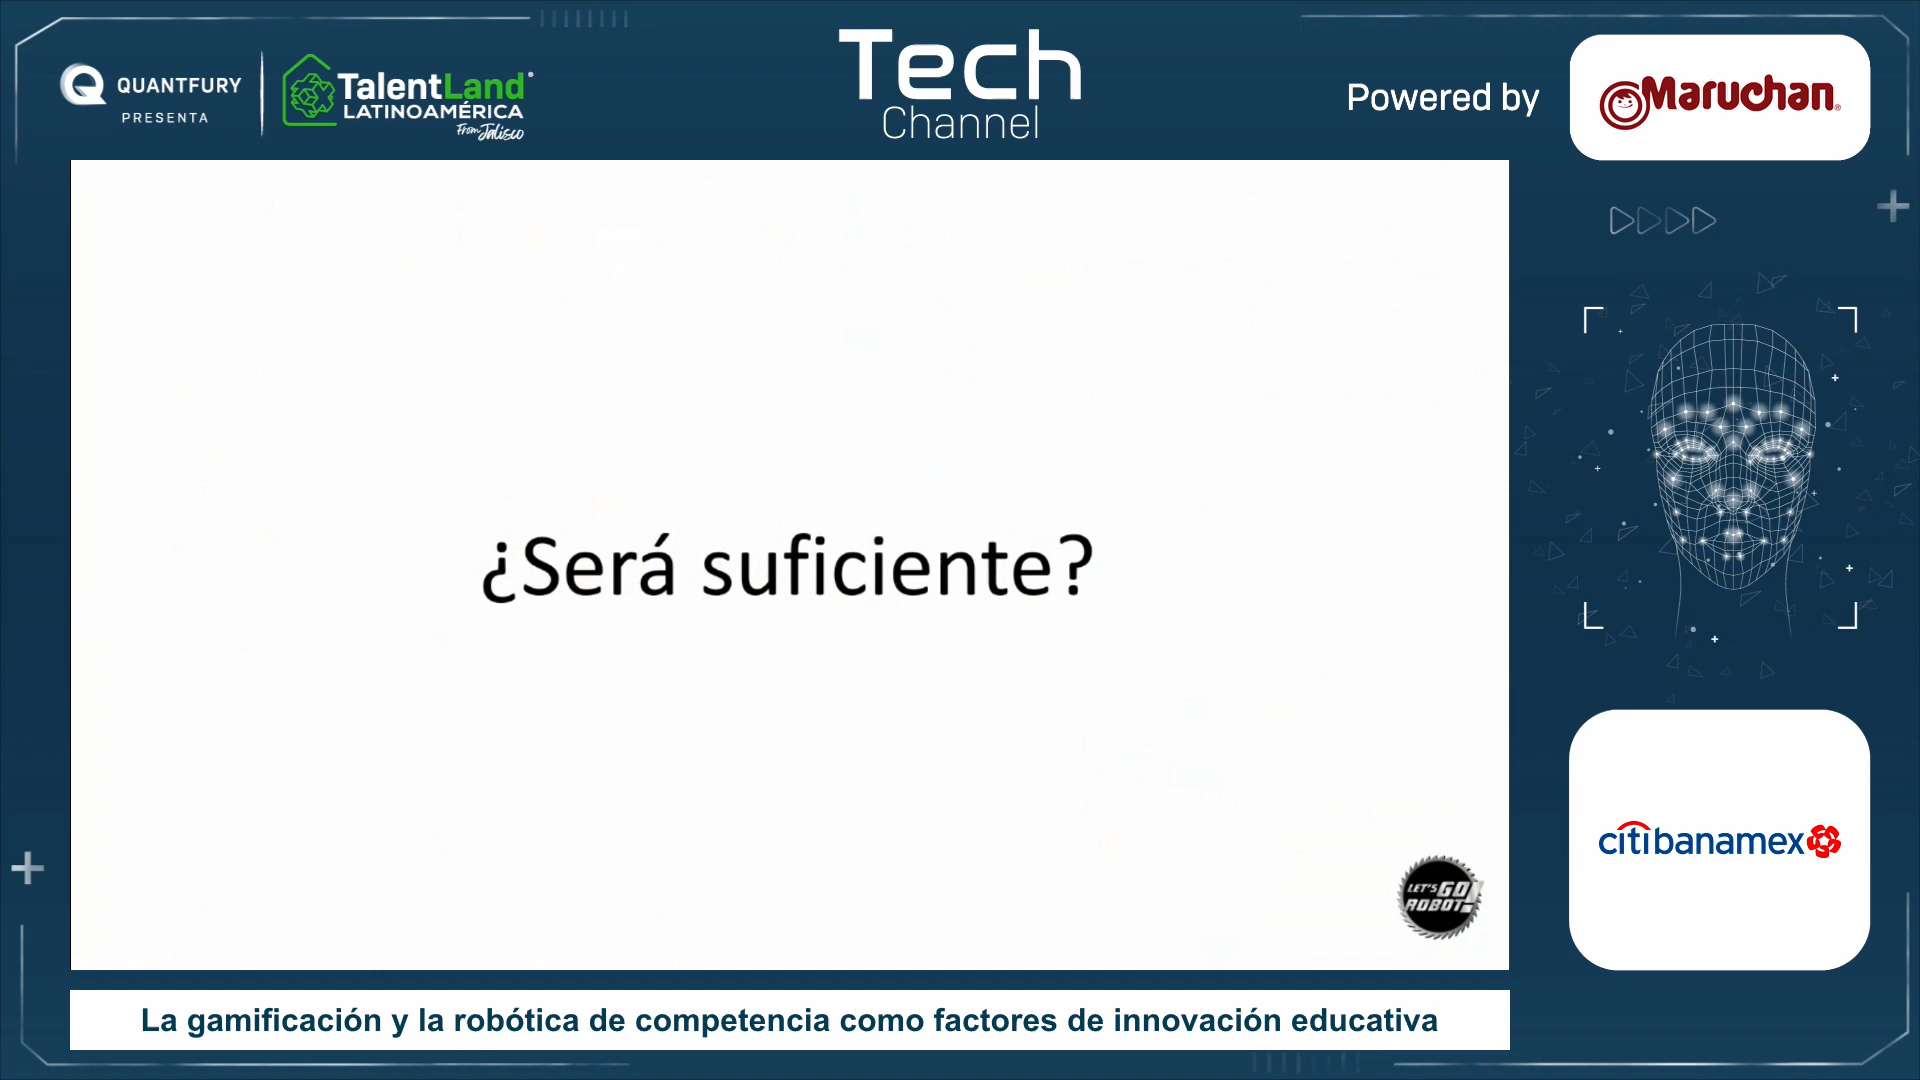 QUANTFURY
PRESENTA
TalentLand
LATINOAMÉRICA
From Jalisco
Tech
Channel
Powered by
Maruchan
¿Será suficiente?
LET'S GO
ROBOT!
citibanamex
La gamificación y la robótica de competencia como factores de innovación educativa